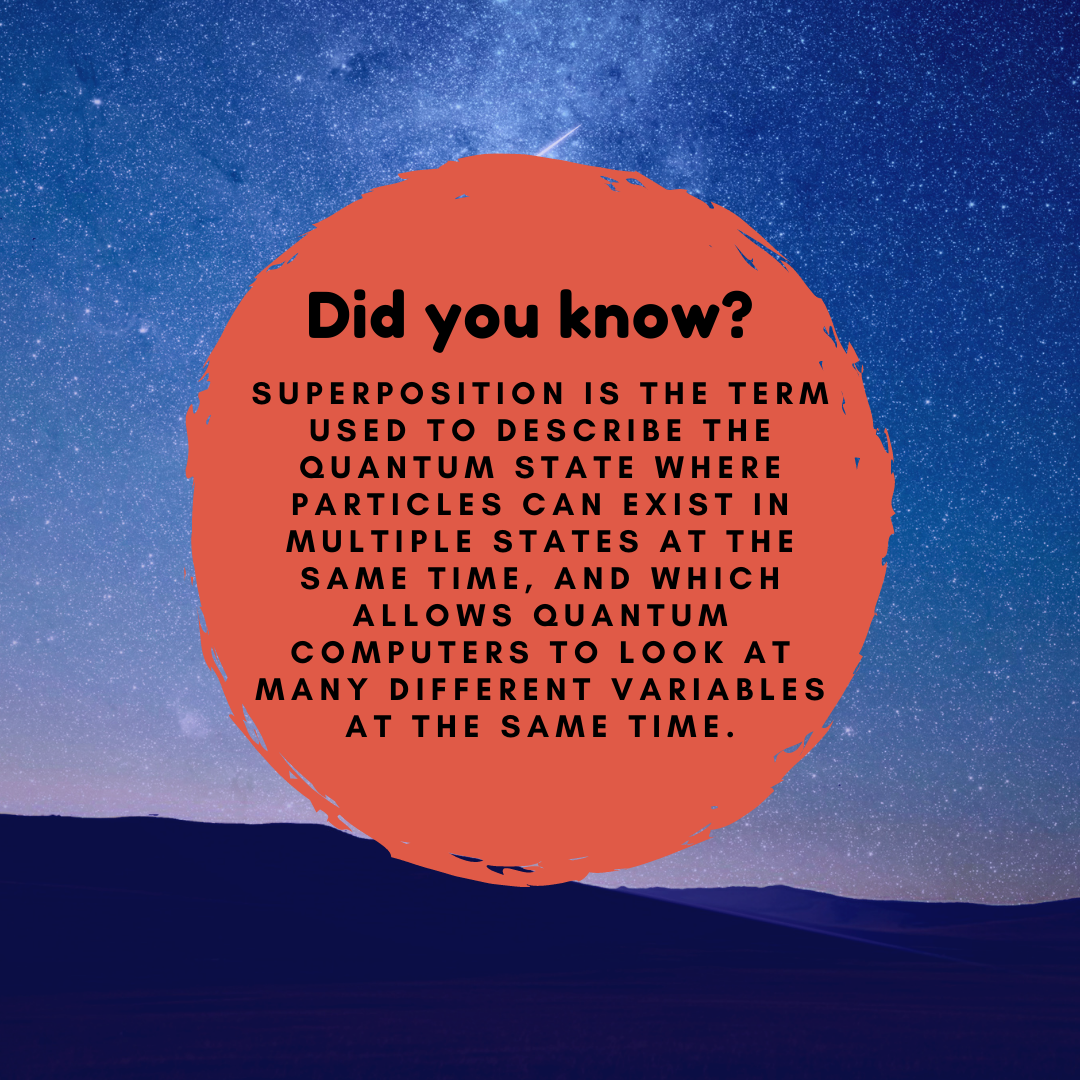 Did you know?
SUPERPOSITION IS THE TERM
USED TO DESCRIBE THE
QUANTUM STATE WHERE
PARTICLES CAN EXIST IN
MULTIPLE STATES AT THE
SAME TIME, AND WHICH
ALLOWS QUANTUM
COMPUTERS TO LOOK AT
MANY DIFFERENT VARIABLES
AT THE SAME TIME.